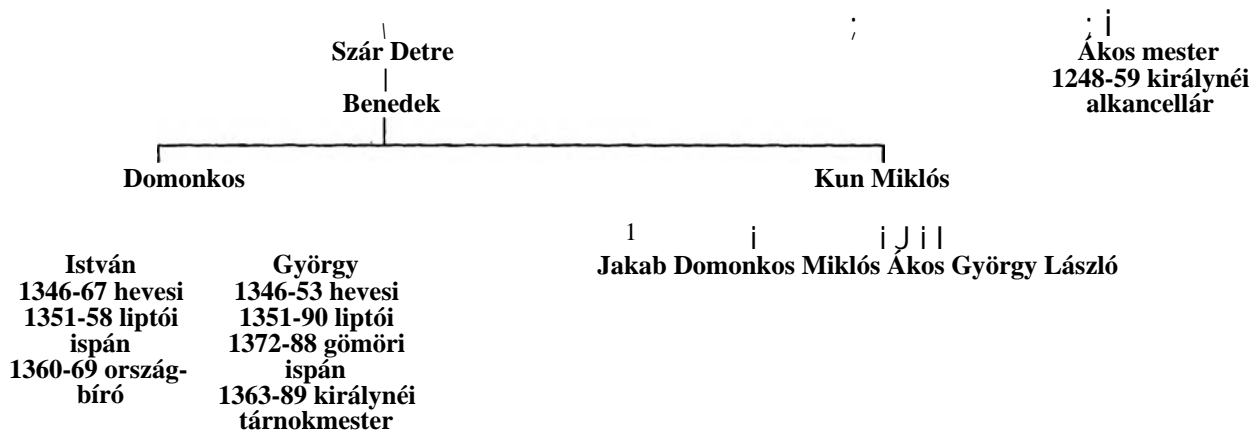 Szár Detre
Ákos mester
1248-59 királynéi
alkancellár
Benedek
Domonkos
Kun Miklós
Jakab Domonkos Miklós Ákos György László
István
1346-67 hevesi
1351-58 liptói
ispán
1360-69 ország-
bíró
György
1346-53 hevesi
1351-90 liptói
1372-88 gömöri
ispán
1363-89 királynéi
tárnokmester